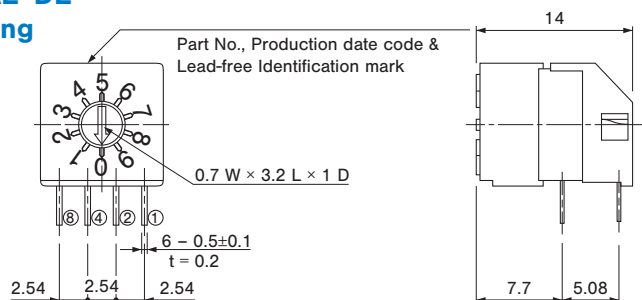 ng
14
Part No., Production date code &
Lead-free Identification mark
5
4 6
3 7
2 8
1 9
0
0.7 W × 3.2 L × 1 D
⑧ ④ ② ①
6 – 0.5±0.1
t = 0.2
2.54 2.54 2.54
7.7 5.08